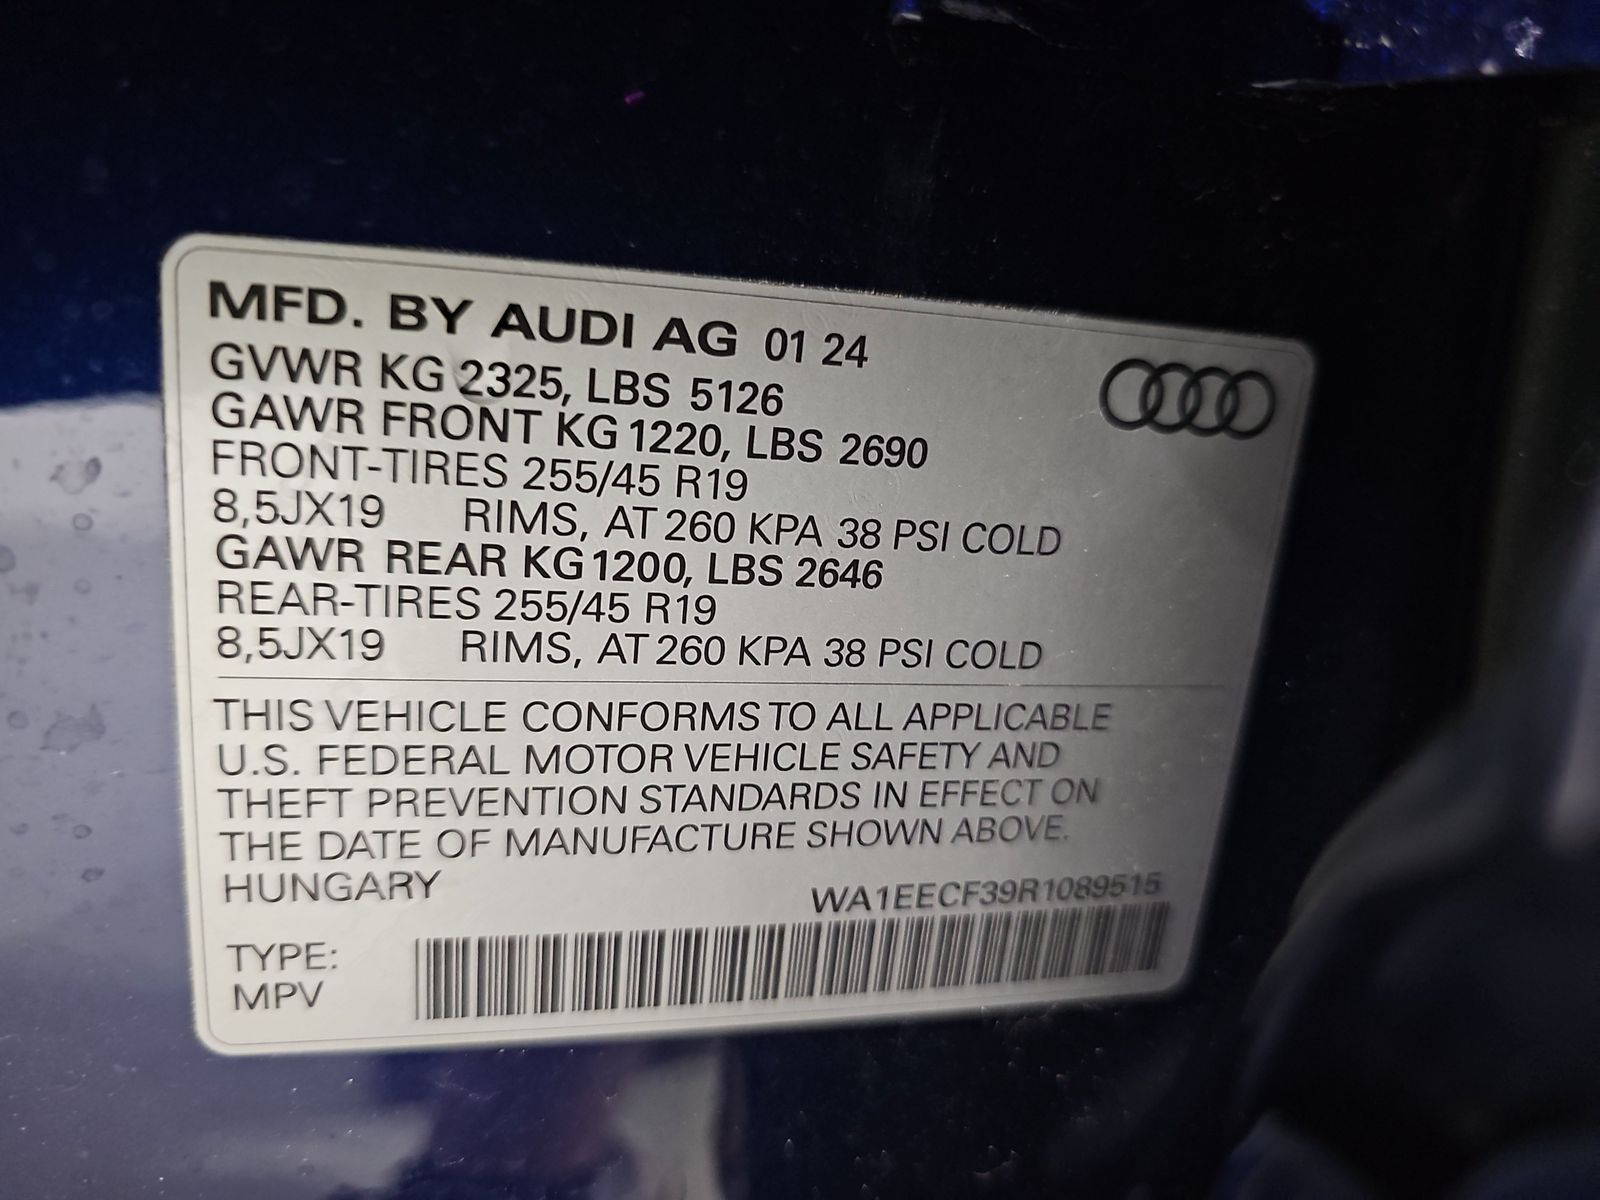 MFD. BY AUDI AG 01 24
GVWR KG 2325, LBS 5126
GAWR FRONT KG 1220, LBS 2690
FRONT-TIRES 255/45 R19
8,5JX19 RIMS, AT 260 KPA 38 PSI COLD
GAWR REAR KG 1200, LBS 2646
REAR-TIRES 255/45 R19
8,5JX19 RIMS, AT 260 KPA 38 PSI COLD
THIS VEHICLE CONFORMS TO ALL APPLICABLE
U.S. FEDERAL MOTOR VEHICLE SAFETY AND
THEFT PREVENTION STANDARDS IN EFFECT ON
THE DATE OF MANUFACTURE SHOWN ABOVE.
HUNGARY WA1EECF39R1089515
TYPE:
MPV